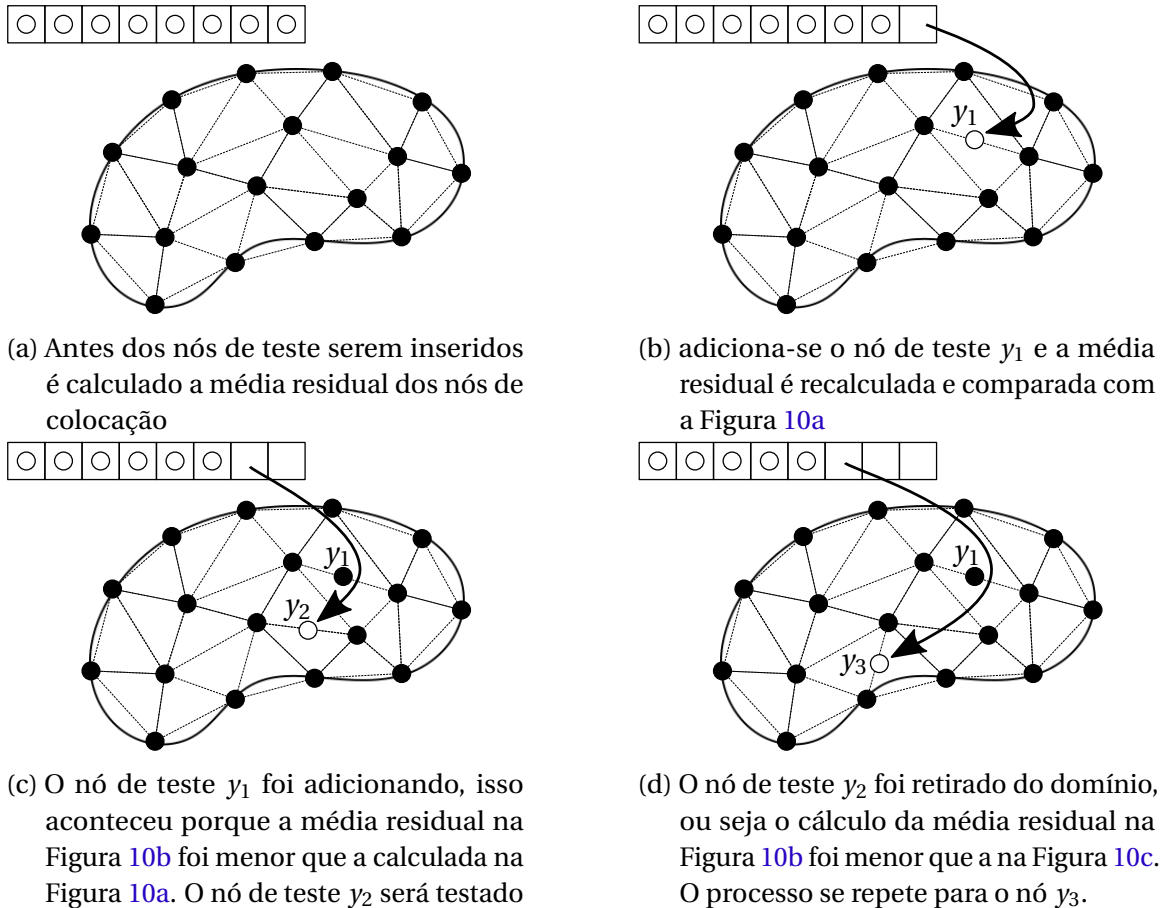 y1
(a) Antes dos nós de teste serem inseridos
é calculado a média residual dos nós de
colocação
(b) adiciona-se o nó de teste y1 e a média
residual é recalculada e comparada com
a Figura 10a
y1
y2
y1
y3
(c) O nó de teste y1 foi adicionando, isso
aconteceu porque a média residual na
Figura 10b foi menor que a calculada na
Figura 10a. O nó de teste y2 será testado
(d) O nó de teste y2 foi retirado do domínio,
ou seja o cálculo da média residual na
Figura 10b foi menor que a na Figura 10c.
O processo se repete para o nó y3.